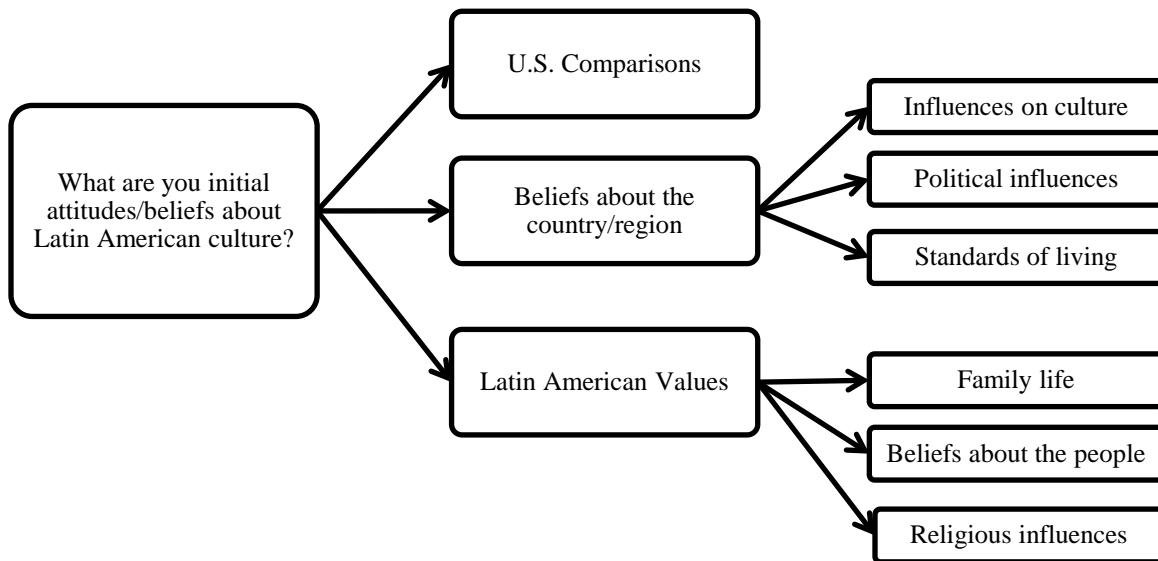 What are you initial
attitudes/beliefs about
Latin American culture?
U.S. Comparisons
Beliefs about the
country/region
Latin American Values
Influences on culture
Political influences
Standards of living
Family life
Beliefs about the people
Religious influences